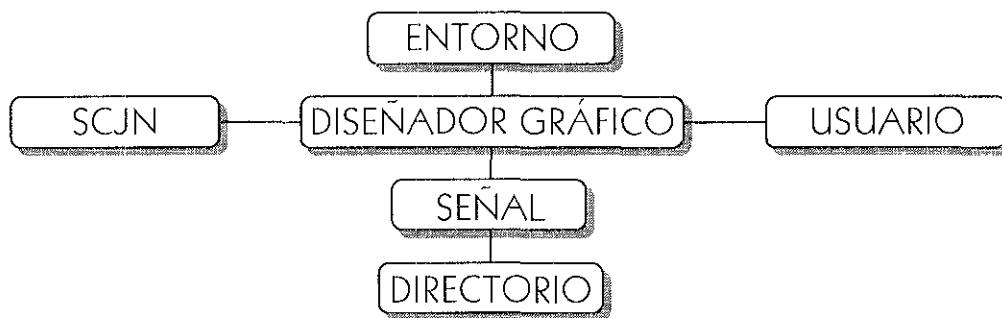 ENTORNO
SCJN
DISEÑADOR GRÁFICO
USUARIO
SEÑAL
DIRECTORIO